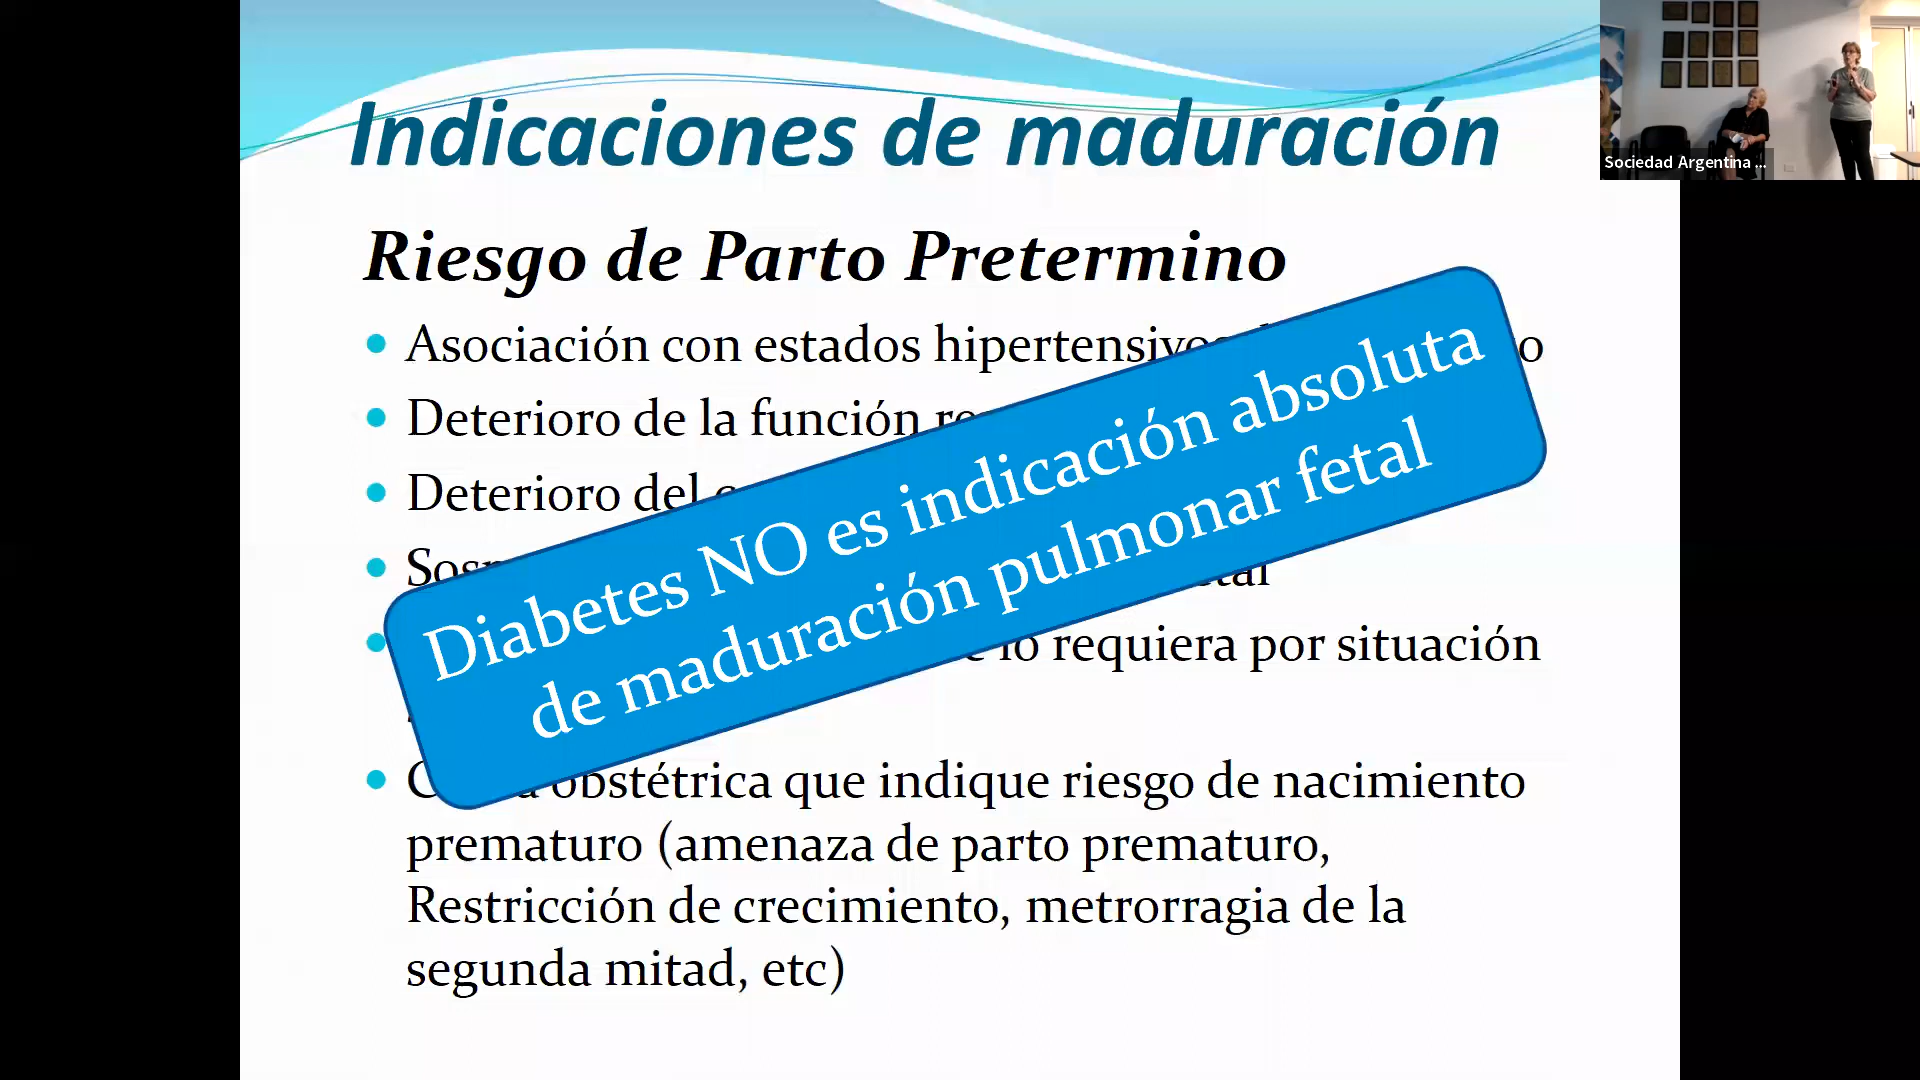 Indicaciones de maduración
Riesgo de Parto Pretermino
Asociación con estados hipertensivos
Deterioro de la función
Deterioro del
lo requiera por situación
obstétrica que indique riesgo de nacimiento
prematuro (amenaza de parto prematuro,
Restricción de crecimiento, metrorragia de la
segunda mitad, etc)
Diabetes NO es indicación absoluta
de maduración pulmonar fetal
Sociedad Argentina ...